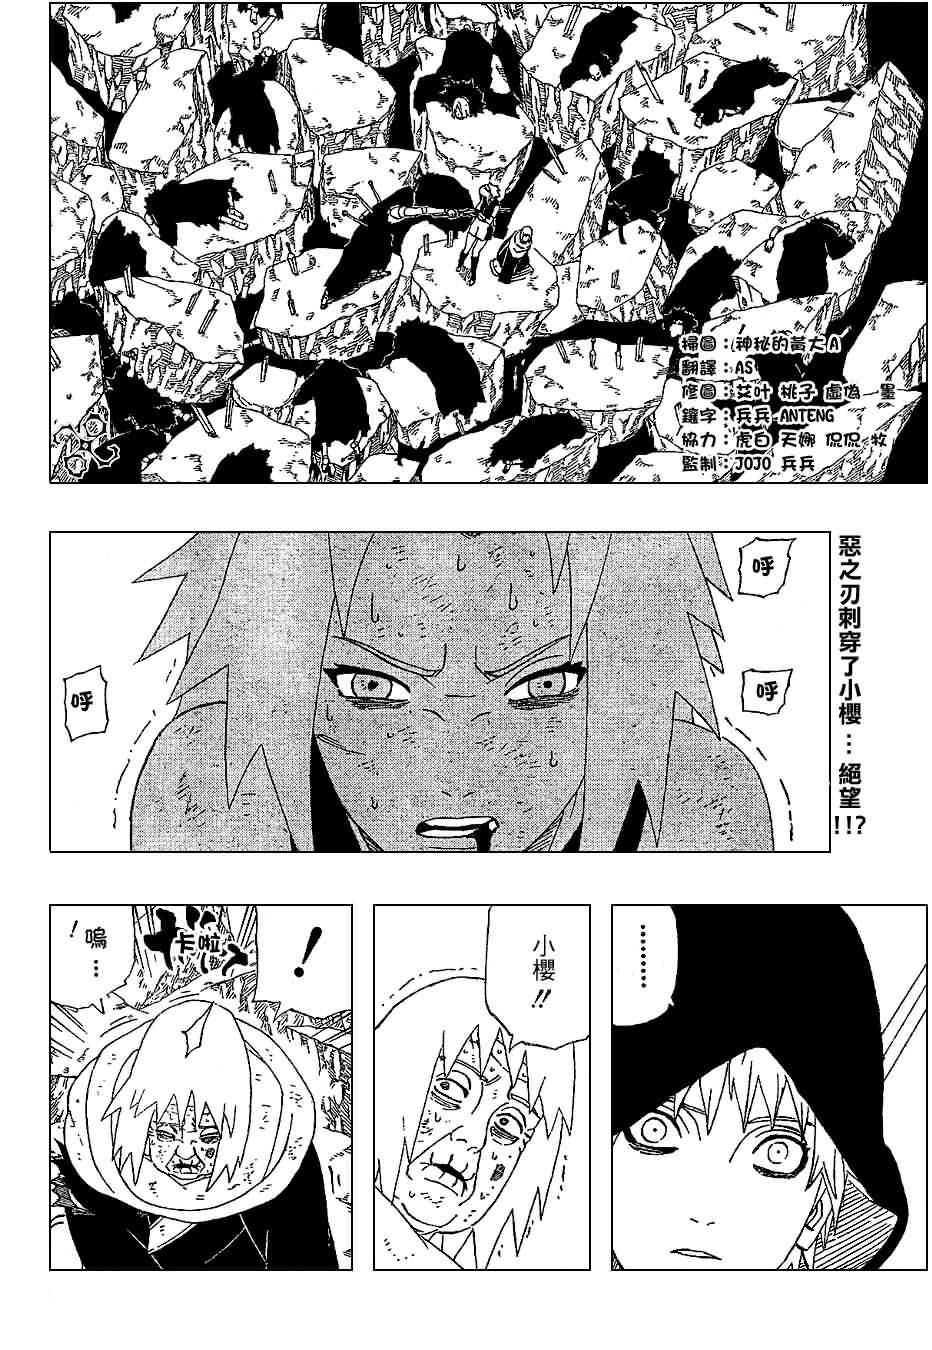 掃圖：神秘的黃大A
翻譯：AS
修圖：艾叶 桃子 虛偽一墨
鑲字：兵兵 ANTENG
協力：虎白 天娜 侃侃 牧
監制：JOJO 兵兵
惡之刃刺穿了小櫻…絕望!!?
呼
呼
呼
………
小櫻!!
!
卡啦
嗚…!